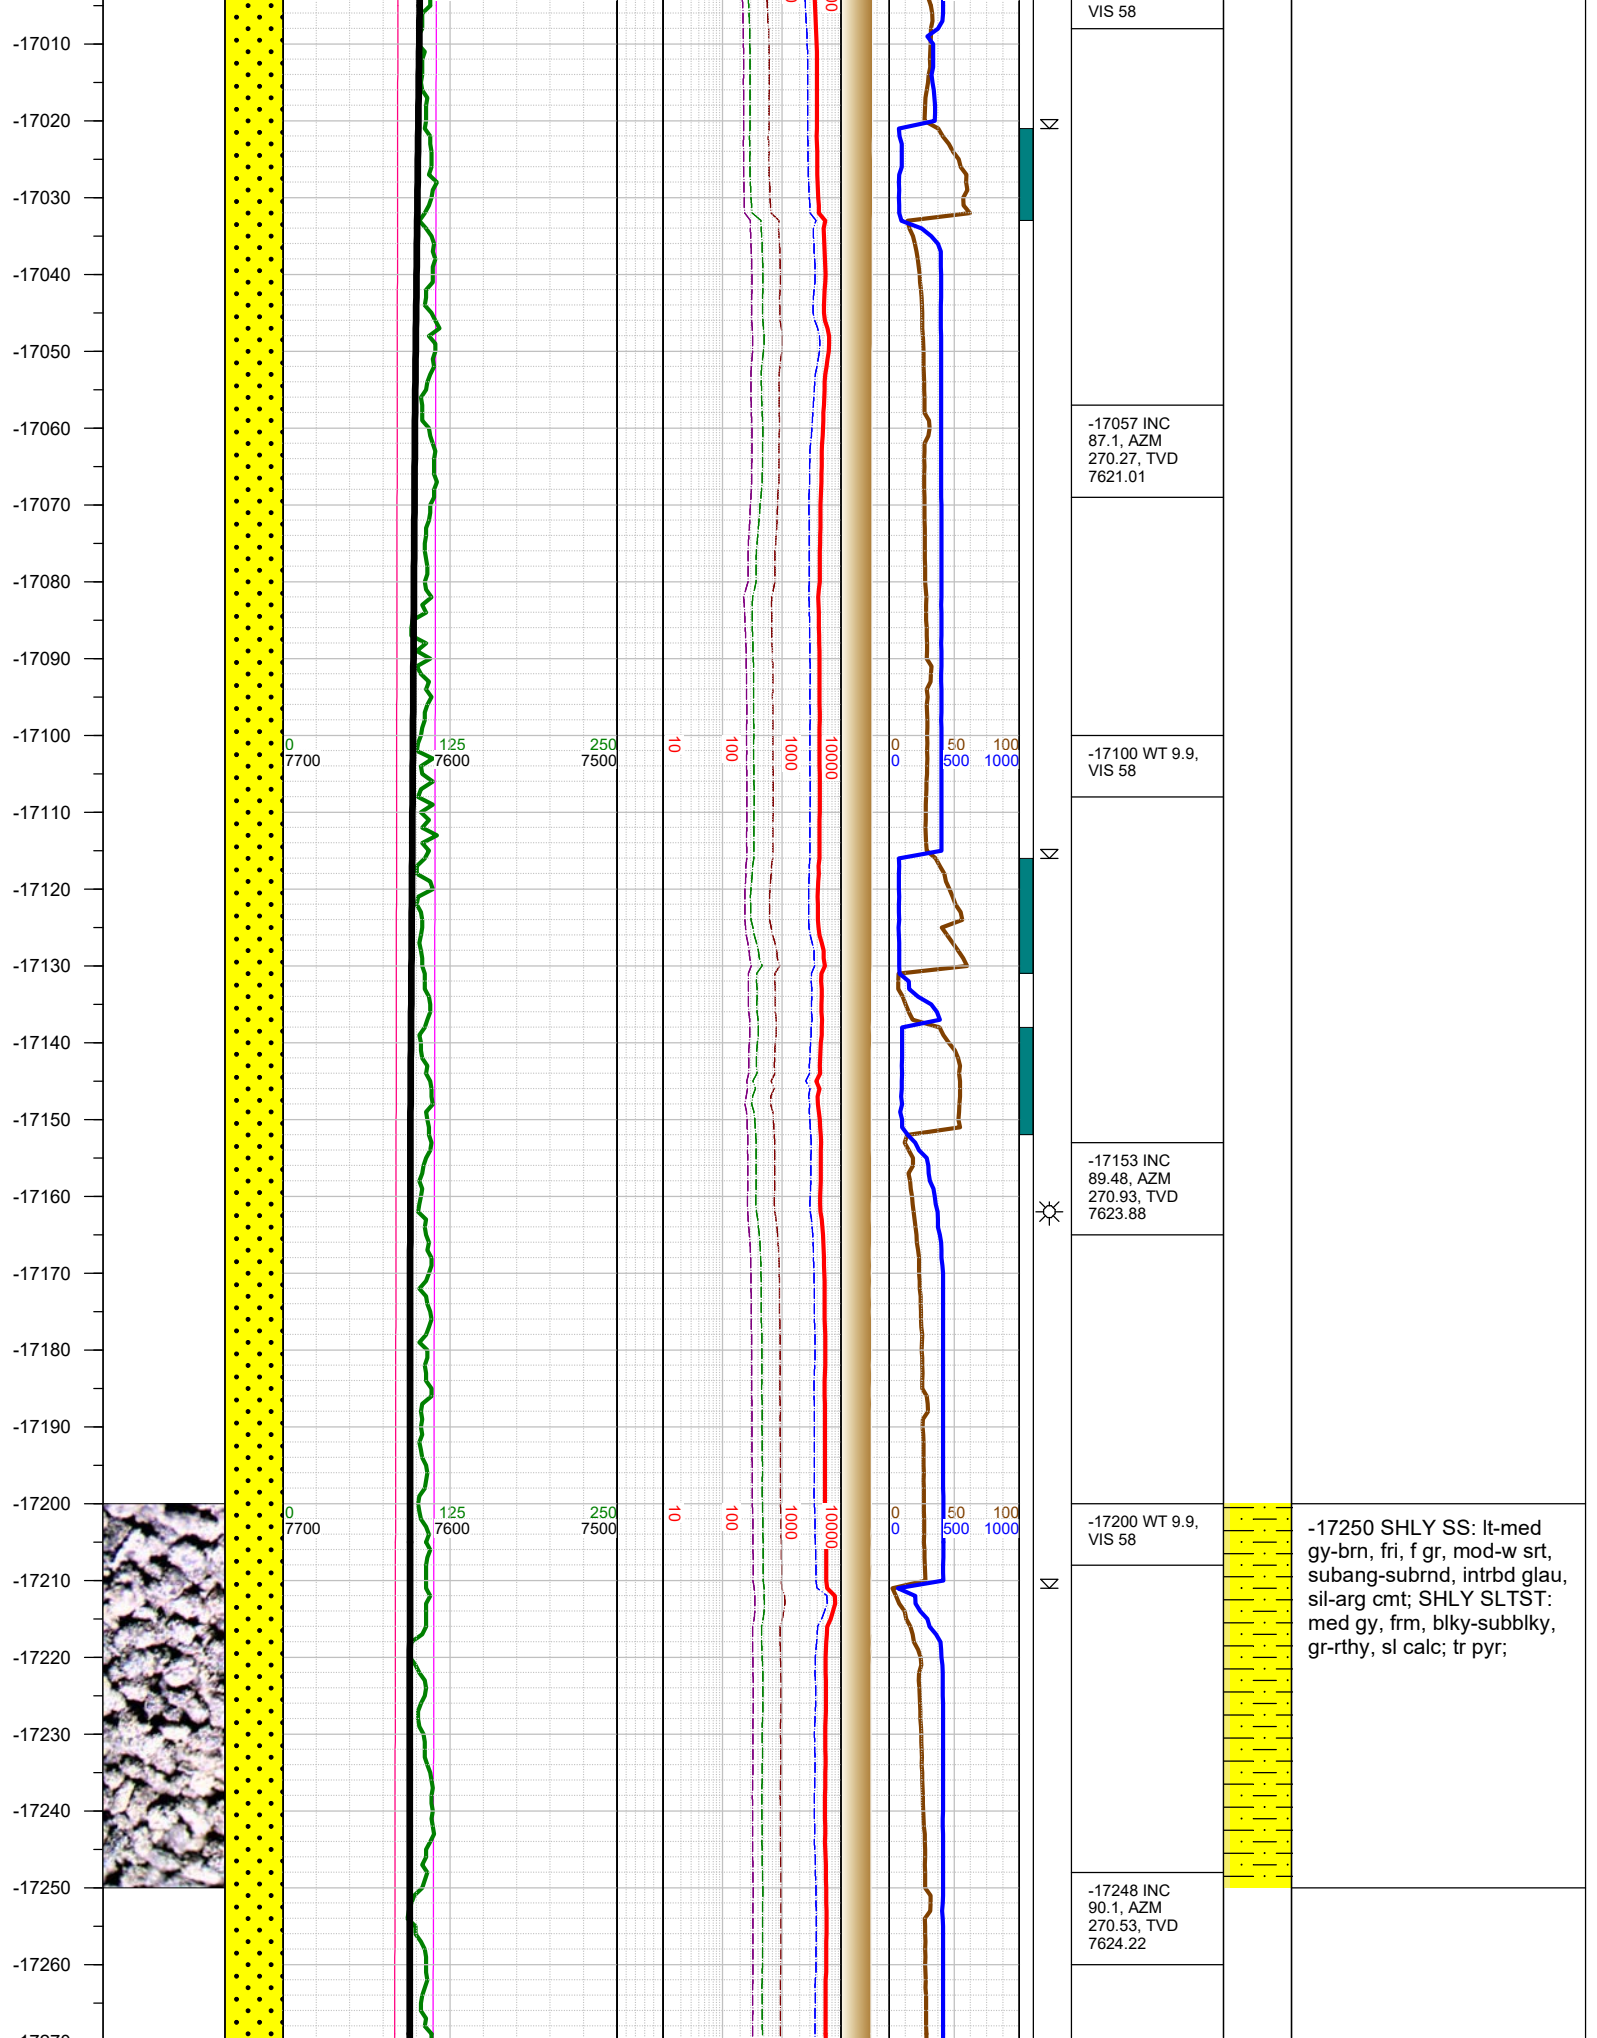 00
VIS 58
-17010
-17020
-17030
-17040
-17050
-17057 INC
87.1, AZM
270.27, TVD
7621.01
-17060
-17070
-17080
-17090
-17100
0 125 250 10 100 1000 10000 0 50 100
7700 7600 7500 0 500 1000
-17100 WT 9.9,
VIS 58
-17110
-17120
-17130
-17140
-17150
-17153 INC
89.48, AZM
270.93, TVD
7623.88
-17160
-17170
-17180
-17190
-17200
0 125 250 10 100 1000 10000 0 50 100
7700 7600 7500 0 500 1000
-17200 WT 9.9,
VIS 58
-17250 SHLY SS: lt-med
gy-brn, fri, f gr, mod-w srt,
subang-subrnd, intrbd glau,
sil-arg cmt; SHLY SLTST:
med gy, frm, blky-subblky,
gr-rthy, sl calc; tr pyr;
-17210
-17220
-17230
-17240
-17250
-17248 INC
90.1, AZM
270.53, TVD
7624.22
-17260